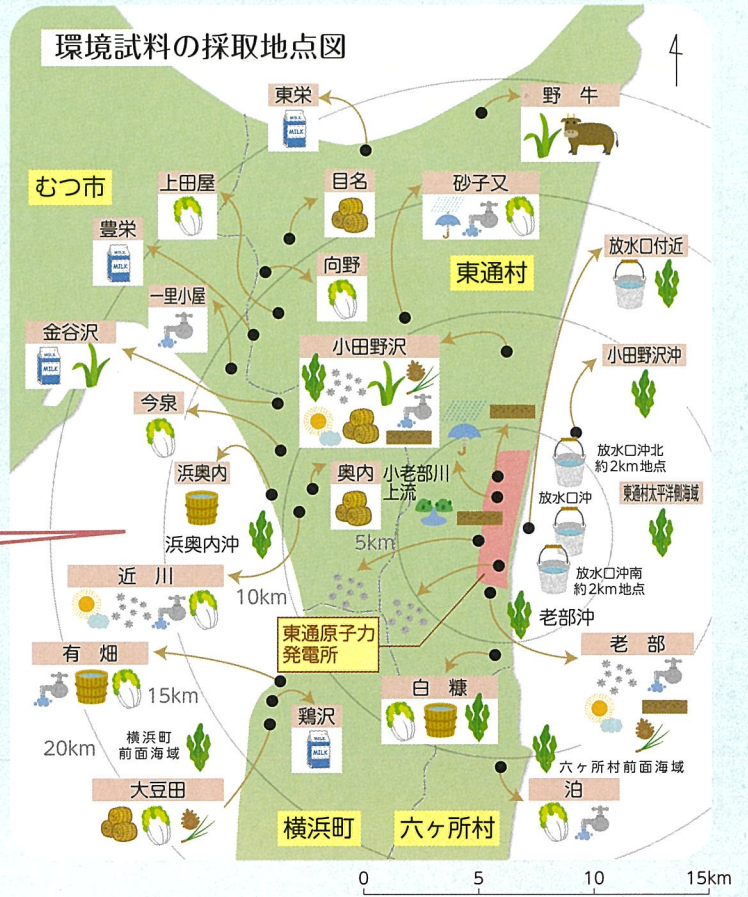 環境試料の採取地点図
4
東栄
MILK
野 牛
むつ市
上田屋
目名
砂子又
豊栄
MILK
向野
東通村
放水口付近
一里小屋
金谷沢
MILK
小田野沢
小田野沢沖
今泉
浜奥内
奥内
小老部川
上流
放水口沖北
約2km地点
放水口沖
東通村太平洋側海域
浜奥内沖
5km
放水口沖南
約2km地点
近 川
10km
東通原子力
発電所
老部沖
有 畑
15km
白 糠
老 部
鶏沢
MILK
横浜町
前面海域
20km
六ヶ所村前面海域
大豆田
横浜町
六ヶ所村
泊
0 5 10 15km